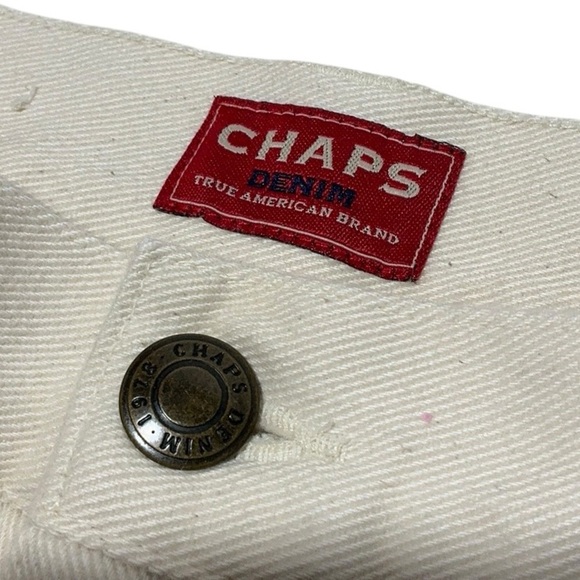 CHAPS
DENIM
TRUE AMERICAN BRAND
CHAPS DENIM 1978